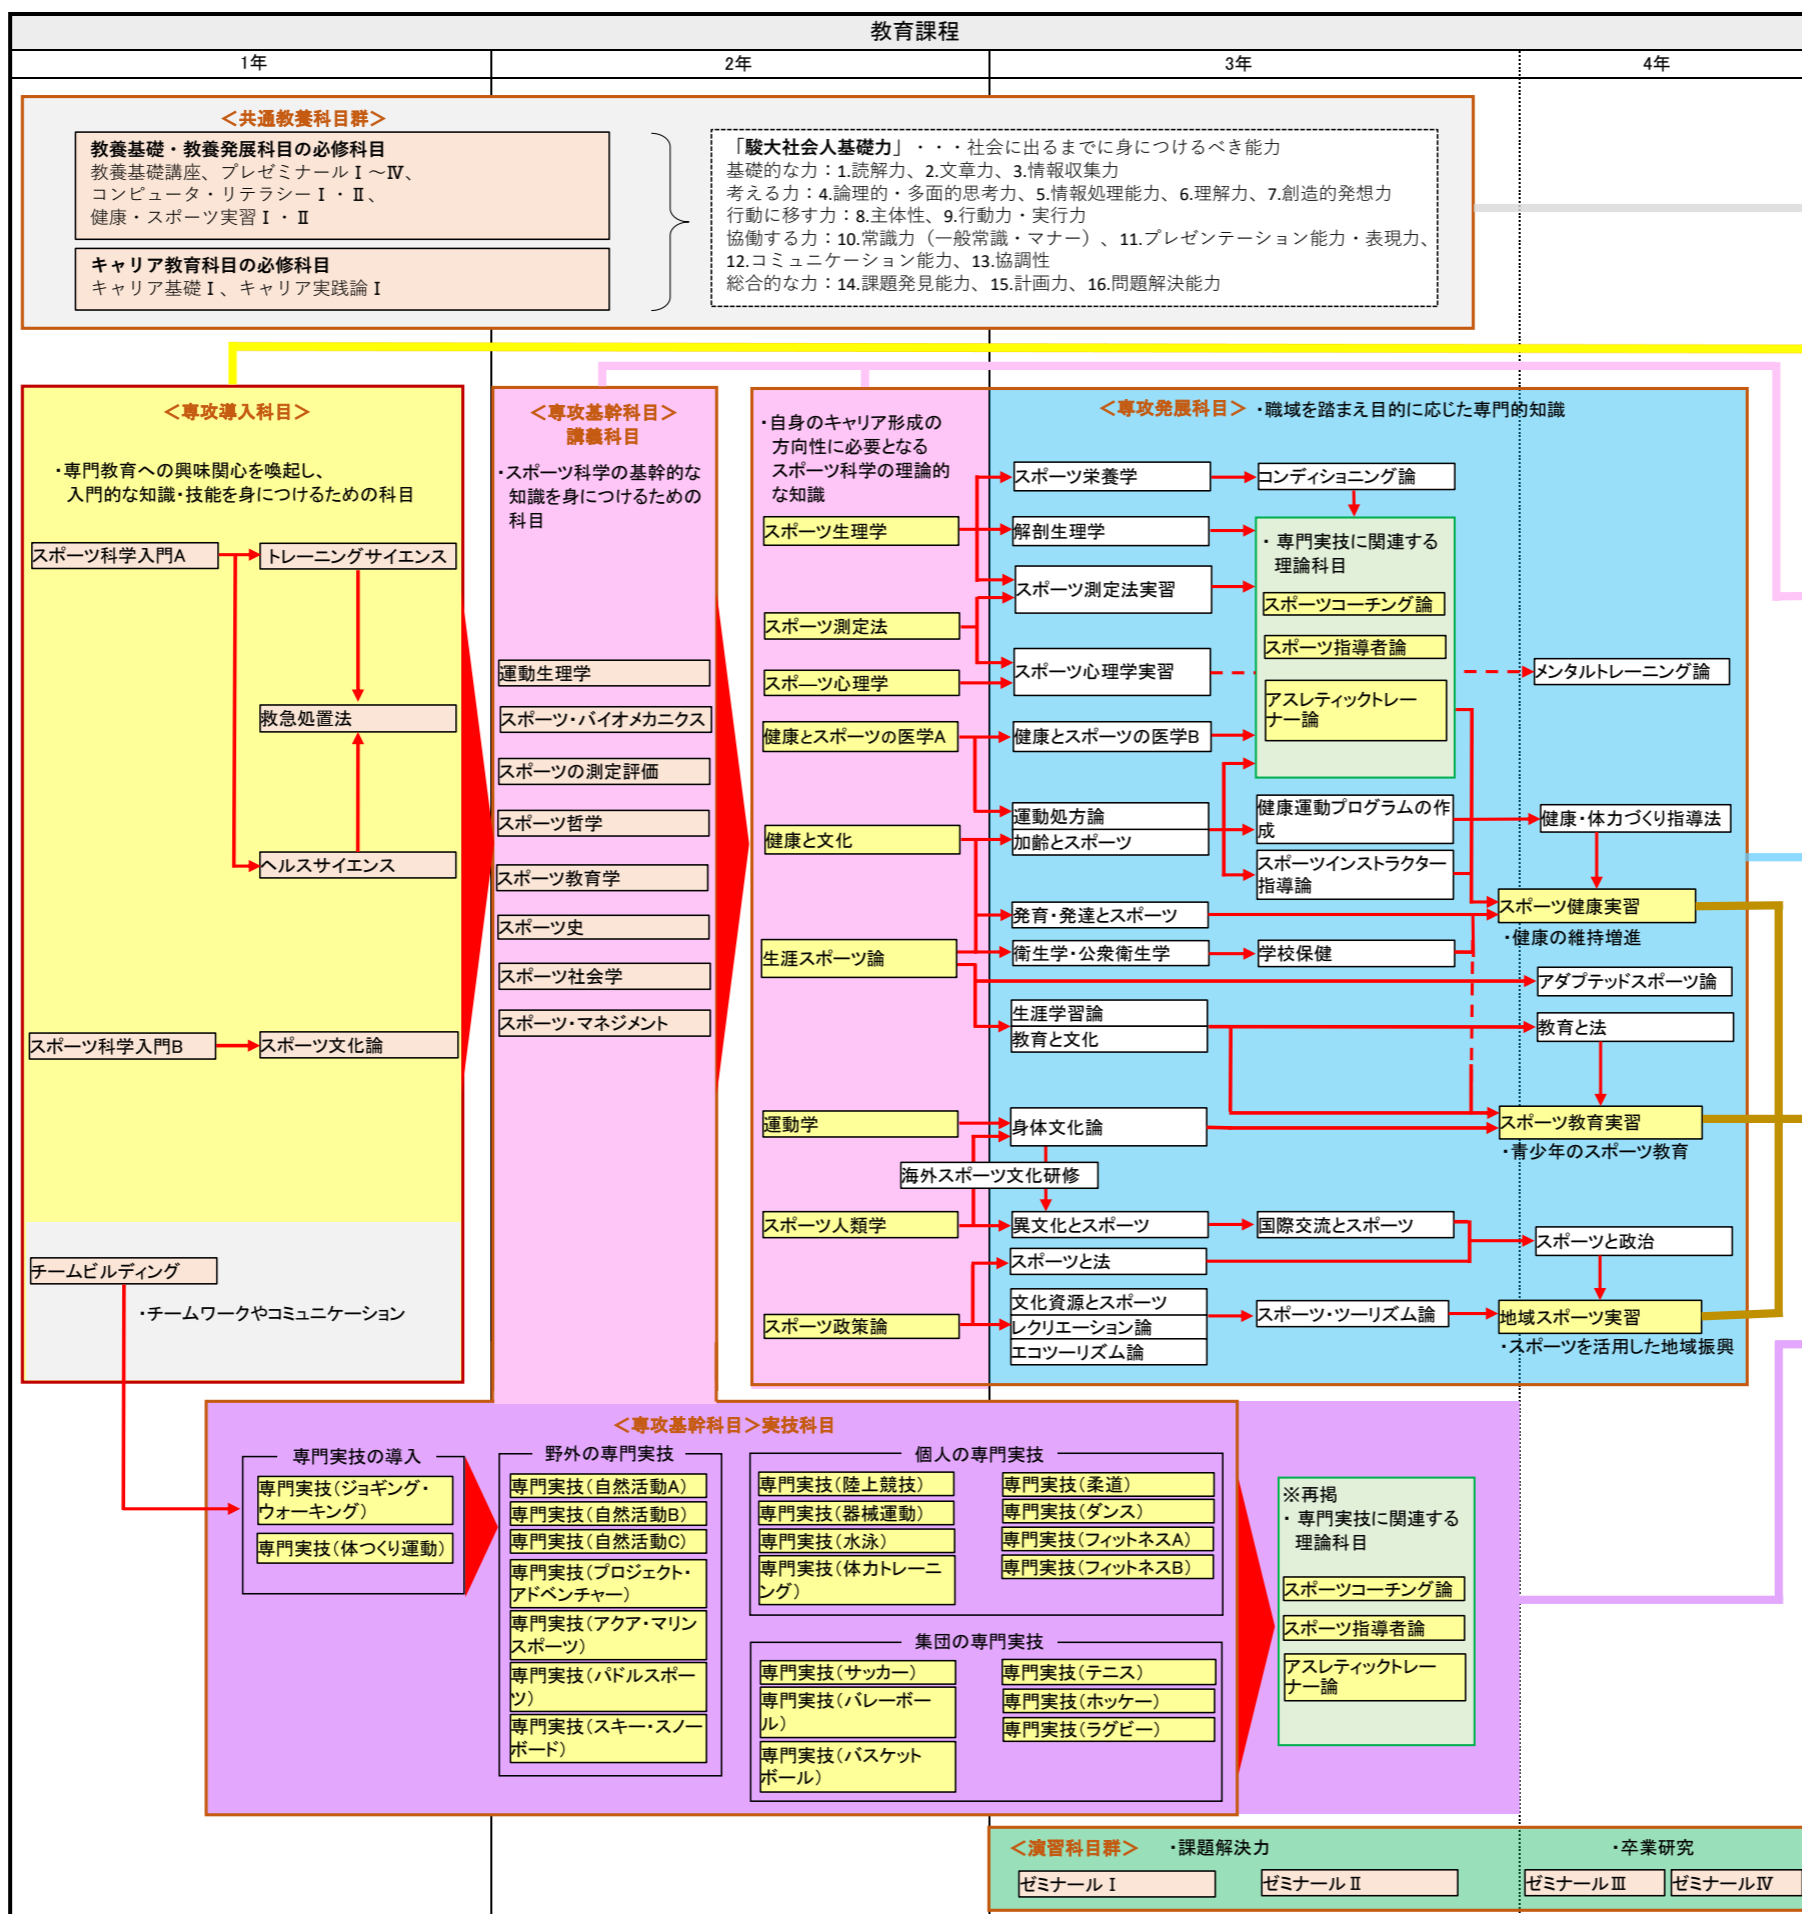 教育課程
1年
2年
3年
4年
＜共通教養科目群＞
教養基礎・教養発展科目の必修科目
教養基礎講座、プレゼミナールⅠ～Ⅳ、
コンピュータ・リテラシーⅠ・Ⅱ、
健康・スポーツ実習Ⅰ・Ⅱ
キャリア教育科目の必修科目
キャリア基礎Ⅰ、キャリア実践論Ⅰ
「駿大社会人基礎力」・・・社会に出るまでに身につけるべき能力
基礎的な力：1.読解力、2.文章力、3.情報収集力
考える力：4.論理的・多面的思考力、5.情報処理能力、6.理解力、7.創造的発想力
行動に移す力：8.主体性、9.行動力・実行力
協働する力：10.常識力（一般常識・マナー）、11.プレゼンテーション能力・表現力、
12.コミュニケーション能力、13.協調性
総合的な力：14.課題発見能力、15.計画力、16.問題解決能力
＜専攻導入科目＞
・専門教育への興味関心を喚起し、
入門的な知識・技能を身につけるための科目
スポーツ科学入門A
トレーニングサイエンス
救急処置法
ヘルスサイエンス
スポーツ科学入門B
スポーツ文化論
チームビルディング
・チームワークやコミュニケーション
＜専攻基幹科目＞
講義科目
・スポーツ科学の基幹的な
知識を身につけるための
科目
運動生理学
スポーツ・バイオメカニクス
スポーツの測定評価
スポーツ哲学
スポーツ教育学
スポーツ史
スポーツ社会学
スポーツ・マネジメント
・自身のキャリア形成の
方向性に必要となる
スポーツ科学の理論的
な知識
スポーツ生理学
スポーツ測定法
スポーツ心理学
健康とスポーツの医学A
健康と文化
生涯スポーツ論
運動学
スポーツ人類学
スポーツ政策論
＜専攻発展科目＞ ・職域を踏まえ目的に応じた専門的知識
スポーツ栄養学
解剖生理学
スポーツ測定法実習
スポーツ心理学実習
健康とスポーツの医学B
運動処方論
加齢とスポーツ
発育・発達とスポーツ
衛生学・公衆衛生学
生涯学習論
教育と文化
身体文化論
海外スポーツ文化研修
異文化とスポーツ
スポーツと法
文化資源とスポーツ
レクリエーション論
エコツーリズム論
コンディショニング論
・専門実技に関連する
理論科目
スポーツコーチング論
スポーツ指導者論
アスレティックトレー
ナー論
健康運動プログラムの作
成
スポーツインストラクター
指導論
学校保健
国際交流とスポーツ
スポーツ・ツーリズム論
メンタルトレーニング論
健康・体力づくり指導法
スポーツ健康実習
・健康の維持増進
アダプテッドスポーツ論
教育と法
スポーツ教育実習
・青少年のスポーツ教育
スポーツと政治
地域スポーツ実習
・スポーツを活用した地域振興
＜専攻基幹科目＞実技科目
専門実技の導入
専門実技（ジョギング・
ウォーキング）
専門実技（体つくり運動）
野外の専門実技
専門実技（自然活動A）
専門実技（自然活動B）
専門実技（自然活動C）
専門実技（プロジェクト・
アドベンチャー）
専門実技（アクア・マリン
スポーツ）
専門実技（パドルスポー
ツ）
専門実技（スキー・スノー
ボード）
個人の専門実技
専門実技（陸上競技）
専門実技（器械運動）
専門実技（水泳）
専門実技（体力トレーニ
ング）
専門実技（柔道）
専門実技（ダンス）
専門実技（フィットネスA）
専門実技（フィットネスB）
集団の専門実技
専門実技（サッカー）
専門実技（バレーボー
ル）
専門実技（バスケット
ボール）
専門実技（テニス）
専門実技（ホッケー）
専門実技（ラグビー）
※再掲
・専門実技に関連する
理論科目
スポーツコーチング論
スポーツ指導者論
アスレティックトレー
ナー論
＜演習科目群＞ ・課題解決力
・卒業研究
ゼミナールⅠ
ゼミナールⅡ
ゼミナールⅢ
ゼミナールⅣ